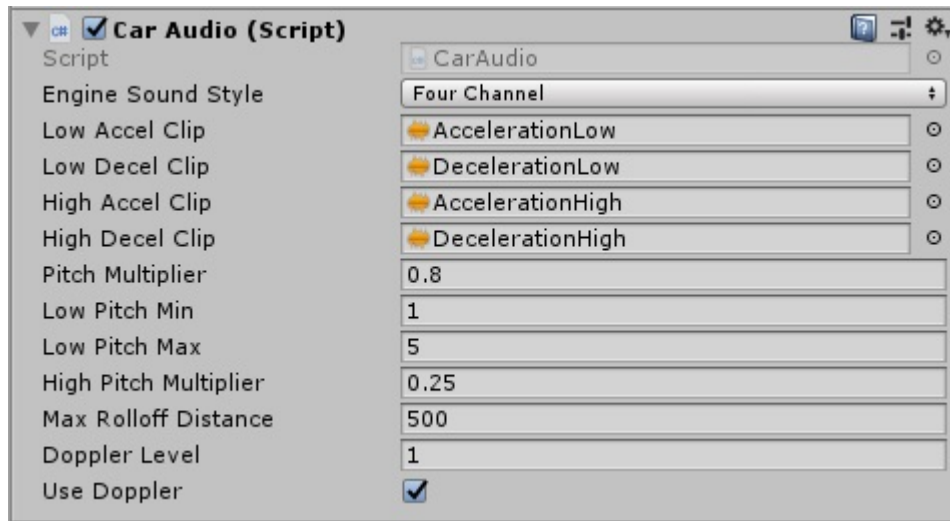 Car Audio (Script)
Script CarAudio
Engine Sound Style Four Channel
Low Accel Clip AccelerationLow
Low Decel Clip DecelerationLow
High Accel Clip AccelerationHigh
High Decel Clip DecelerationHigh
Pitch Multiplier 0.8
Low Pitch Min 1
Low Pitch Max 5
High Pitch Multiplier 0.25
Max Rolloff Distance 500
Doppler Level 1
Use Doppler